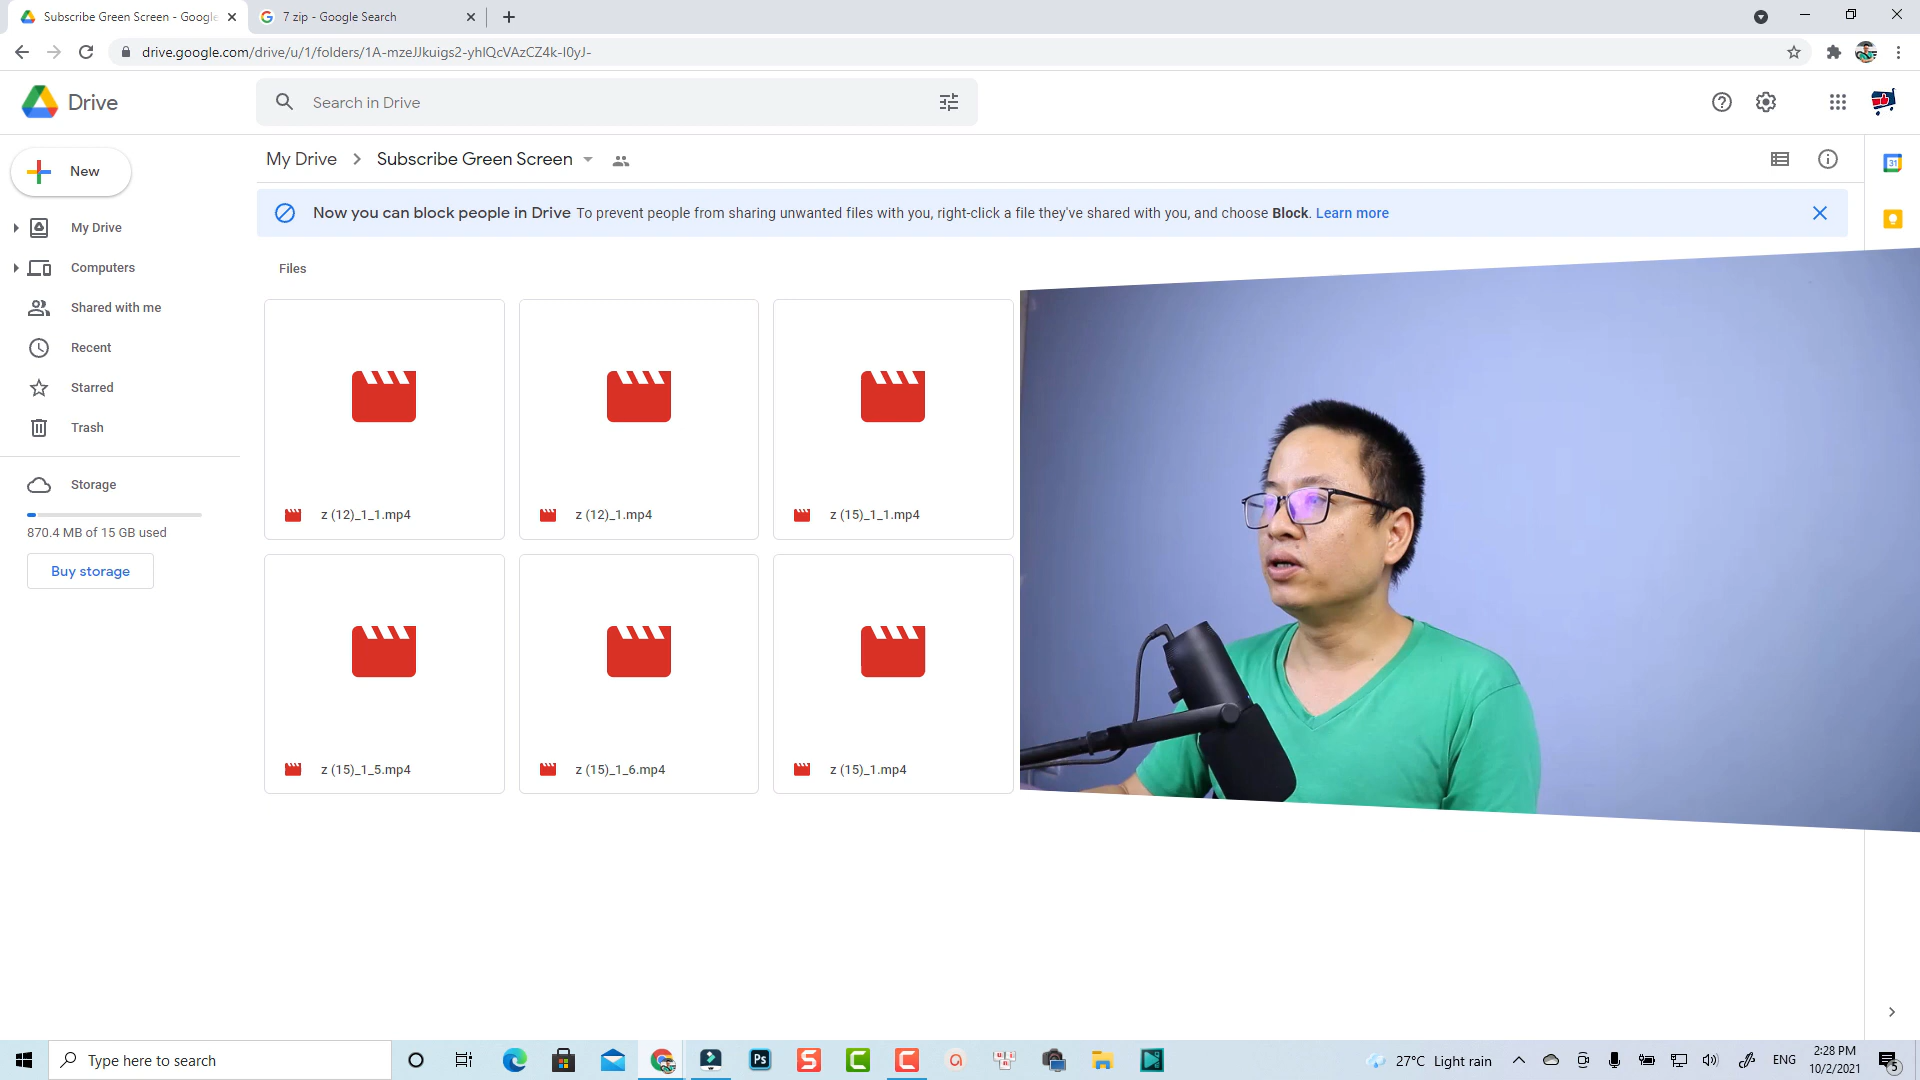 Subscribe Green Screen - Google
7 zip - Google Search
drive.google.com/drive/u/1/folders/1A-mzeJJkuigs2-yhlQcVAzCZ4k-I0yJ-
Drive
Search in Drive
New
My Drive
Computers
Shared with me
Recent
Starred
Trash
Storage
870.4 MB of 15 GB used
Buy storage
My Drive
Subscribe Green Screen
Now you can block people in Drive To prevent people from sharing unwanted files with you, right-click a file they've shared with you, and choose Block. Learn more
31
Files
z (12)_1_1.mp4
z (12)_1.mp4
z (15)_1_1.mp4
z (15)_1_5.mp4
z (15)_1_6.mp4
z (15)_1.mp4
Type here to search
Ps
S
C
C
27°C Light rain
ENG
2:28 PM
10/2/2021
5